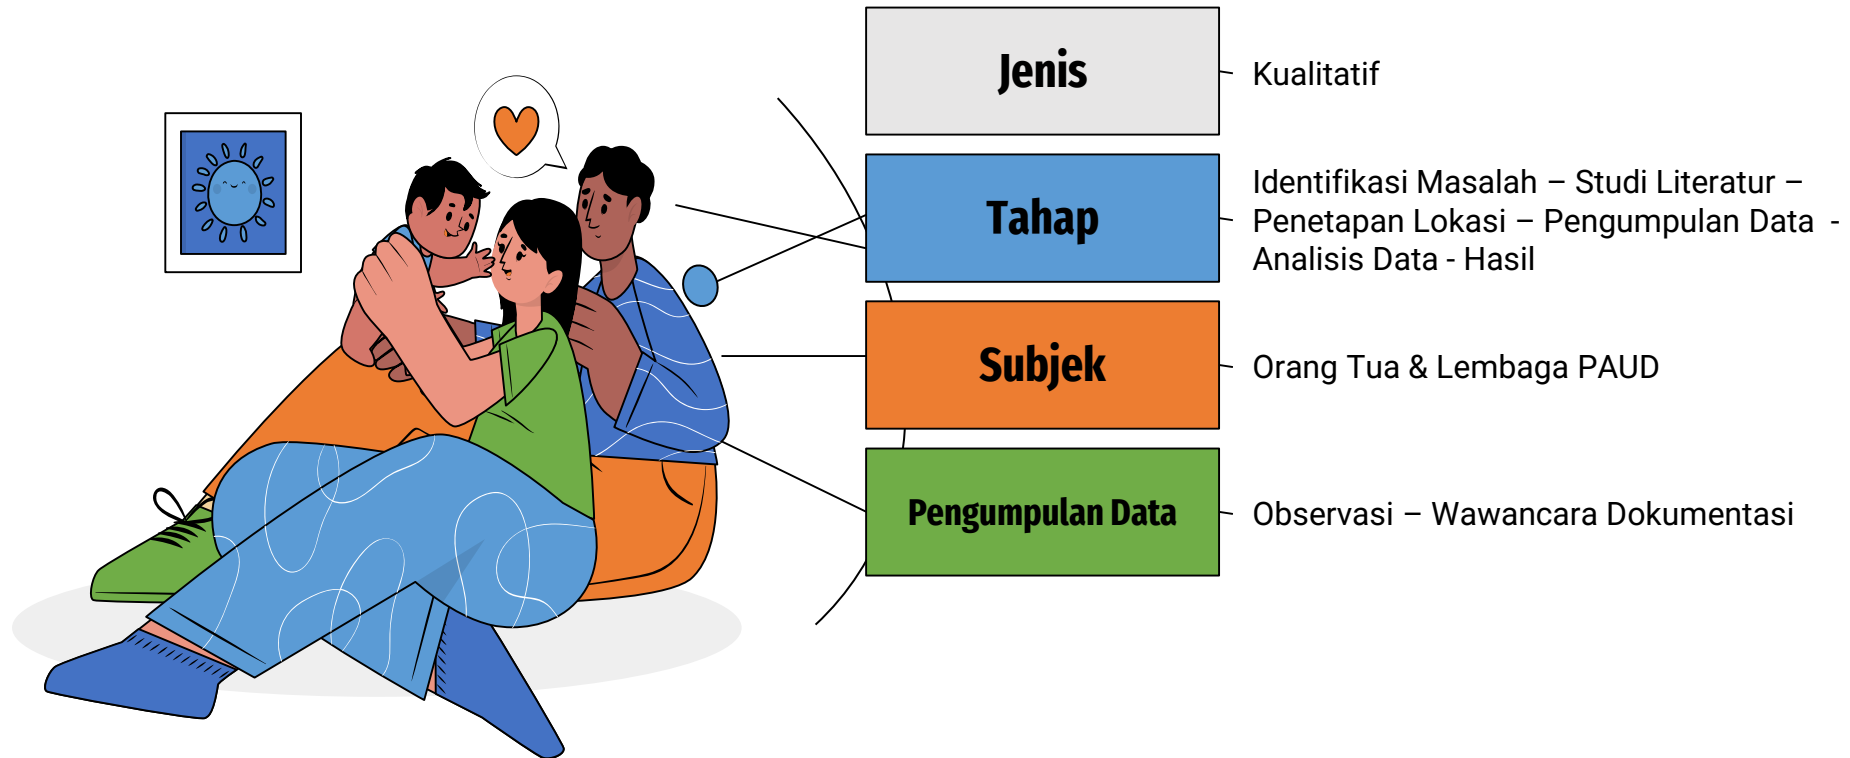 Jenis
Kualitatif
Tahap
Identifikasi Masalah – Studi Literatur –
Penetapan Lokasi – Pengumpulan Data -
Analisis Data - Hasil
Subjek
Orang Tua & Lembaga PAUD
Pengumpulan Data
Observasi – Wawancara Dokumentasi